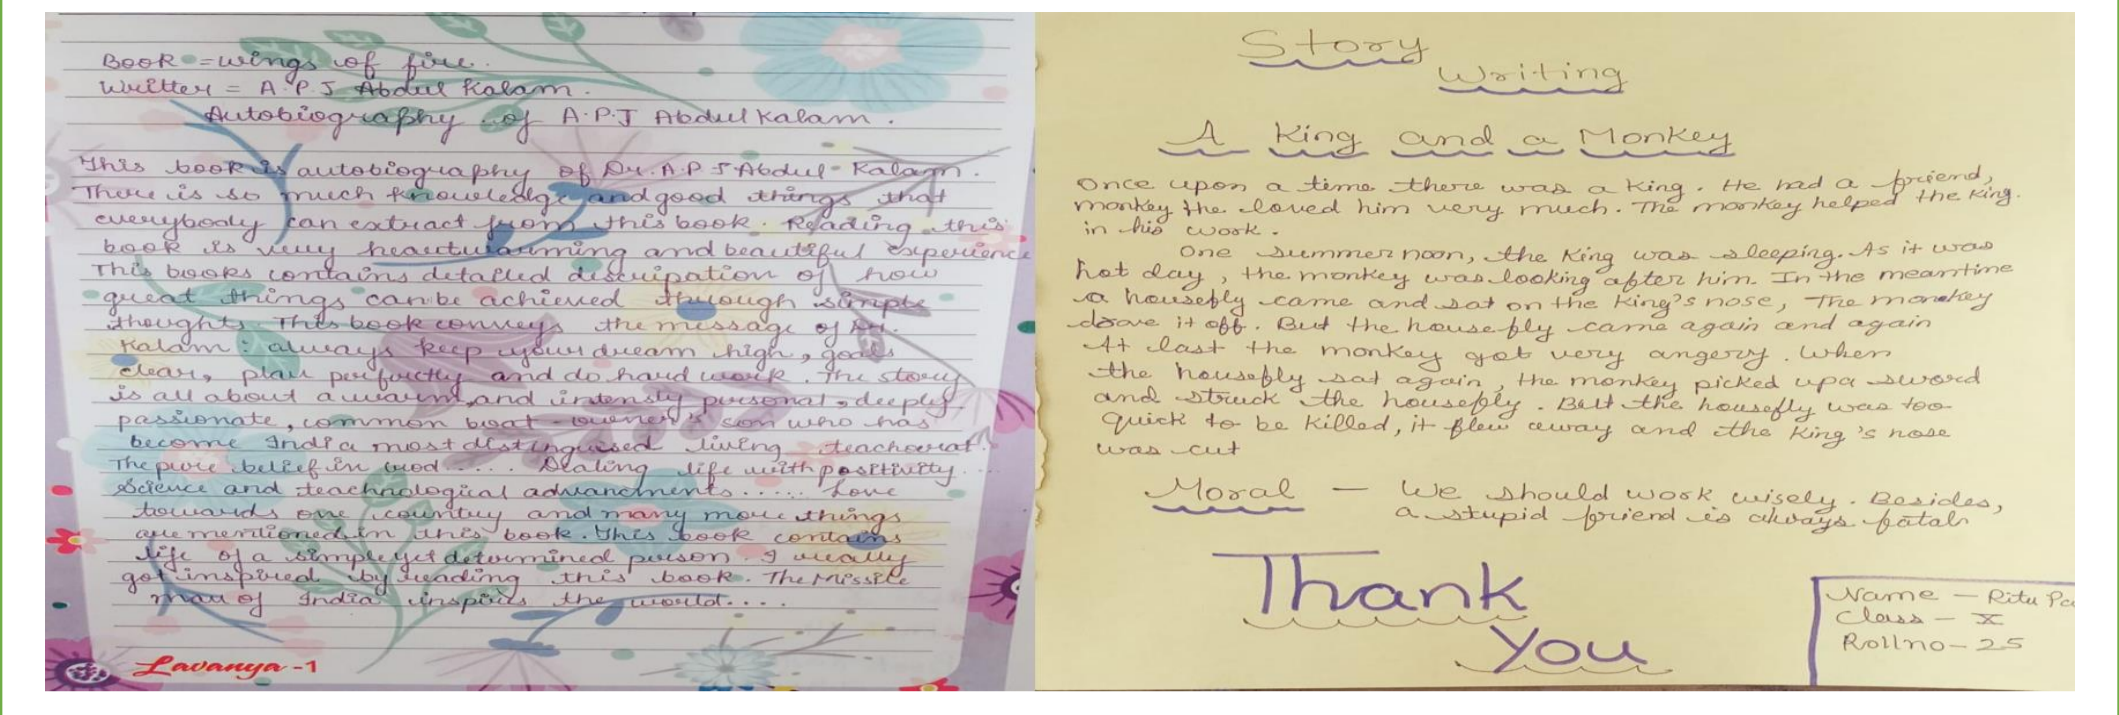 Book = wings of fire.
Writter = A.P.J Abdul Kalam.
Autobiography of A.P.J Abdul Kalam.
This book is autobiography of Dr. A.P J Abdul Kalam.
There is so much knowledge and good things that
everybody can extract from this book. Reading this
book is very heartwarming and beautiful experience
This books contains detailed discuipation of how
great things can be achieved through simple
thoughts. This book conveys the message of Dr.
Kalam: always keep your dream high, goals
clear, plan perfuctly and do hard work. The story
is all about a warm and intensly personal, deeply
passionate, common boat-owner's son who has
become India most distinguised living
The pure belief in God..... Dealing life with positivity....
Science and teachnological advancments...... Love
towards one country and many more things
are mentioned in this book. This book contains
life of a simple yet determined person. I really
got inspired by reading this book. The Missile
man of India inspires the world....
Lavanya-1
Story
Writing
A King and a Monkey
Once upon a time there was a King. He had a friend,
monkey the loved him very much. The monkey helped the King.
in his work.
One summer noon, the King was sleeping. As it was
hot day, the monkey was looking after him. In the meantime
a housefly came and sat on the King's nose, The monkey
drove it off. But the housefly came again and again
At last the monkey got very angery. When
the housefly sat again, the monkey picked up a sword
and struck the housefly. But the housefly was too
quick to be killed, it flew away and the King's nose
was cut
Moral - We should work wisely. Besides,
a stupid friend is always fatal
Thank
You
Name - Ritu
Class - X
Rollno - 25